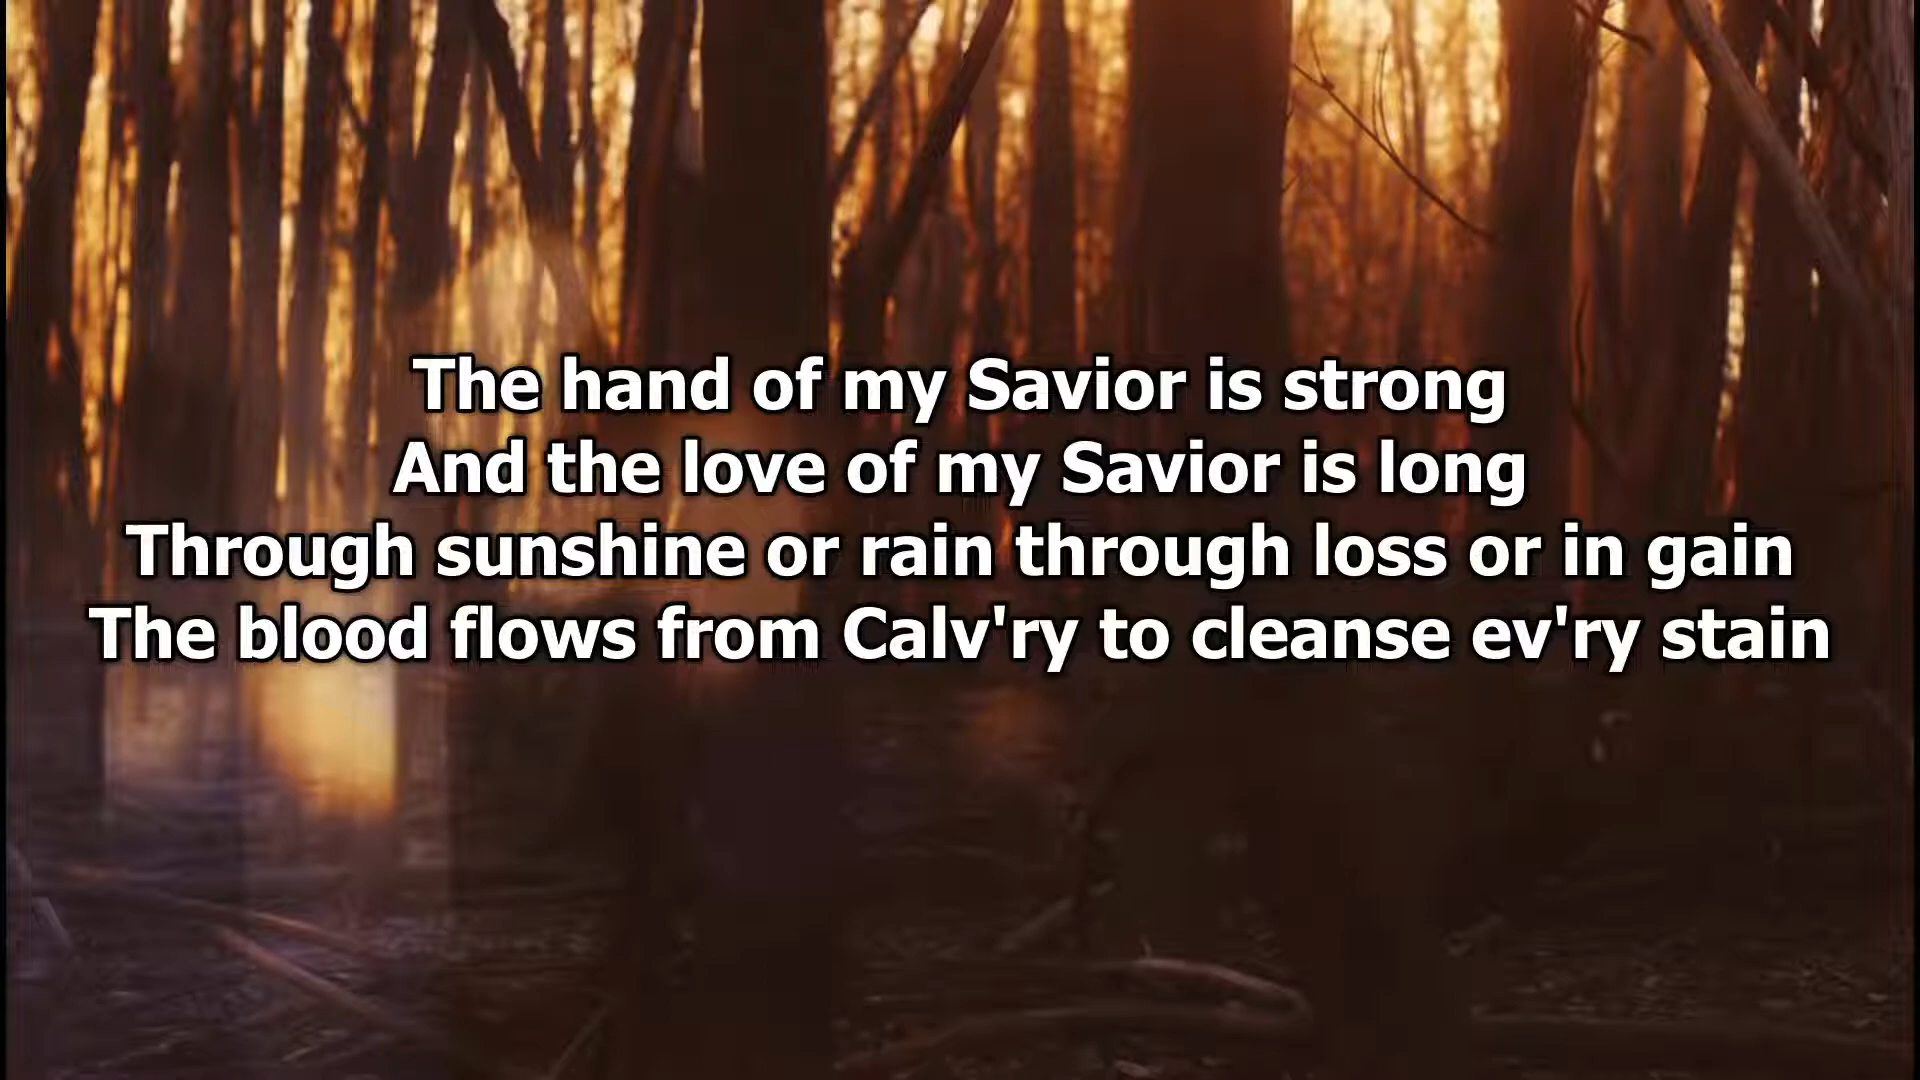 The hand of my Savior is strong
And the love of my Savior is long
Through sunshine or rain through loss or in gain
The blood flows from Calv'ry to cleanse ev'ry stain